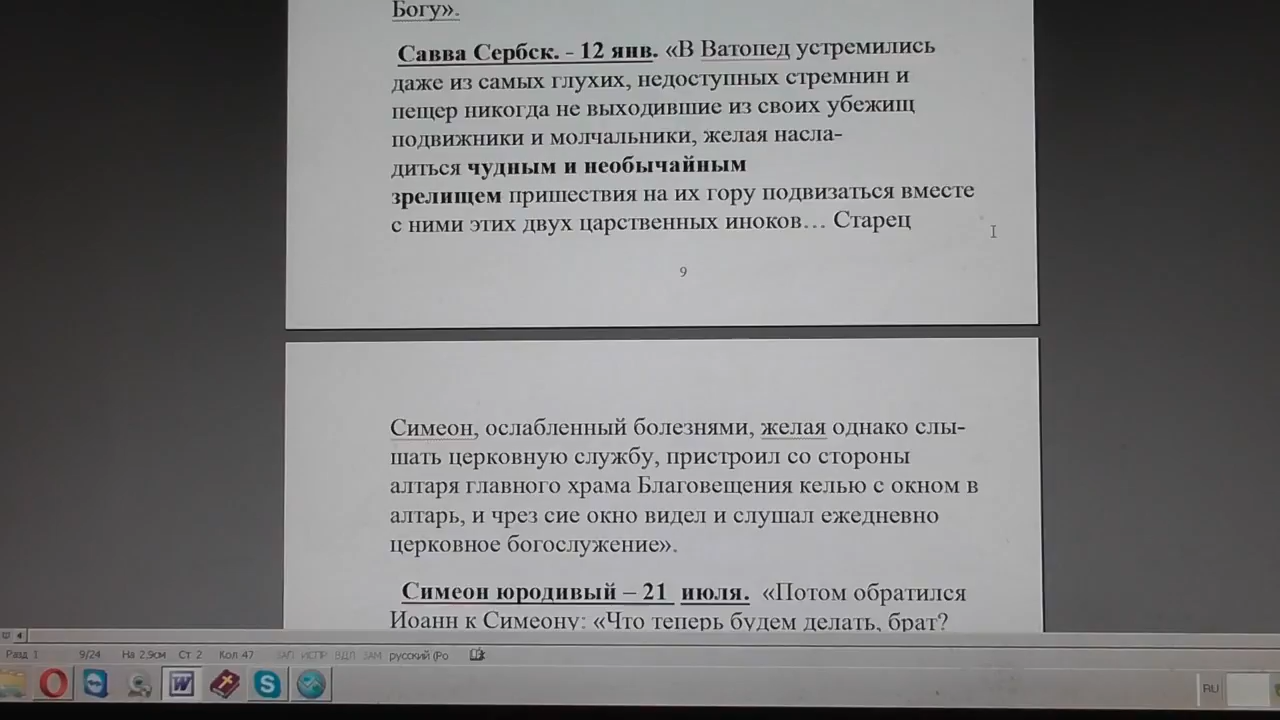 Богу».
Савва Сербск. - 12 янв. «В Ватопед устремились
даже из самых глухих, недоступных стремнин и
пещер никогда не выходившие из своих убежищ
подвижники и молчальники, желая насла-
диться чудным и необычайным
зрелищем пришествия на их гору подвизаться вместе
с ними этих двух царственных иноков… Старец
9
Симеон, ослабленный болезнями, желая однако слы-
шать церковную службу, пристроил со стороны
алтаря главного храма Благовещения келью с окном в
алтарь, и чрез сие окно видел и слушал ежедневно
церковное богослужение».
Симеон юродивый – 21 июля. «Потом обратился
Иоанн к Симеону: «Что теперь будем делать, брат?
Разд 1 9/24 На 2.9см Ст 2 Кол 47 ЗАП ИСПР ВДЛ ЗАМ русский (Ро
W S RU